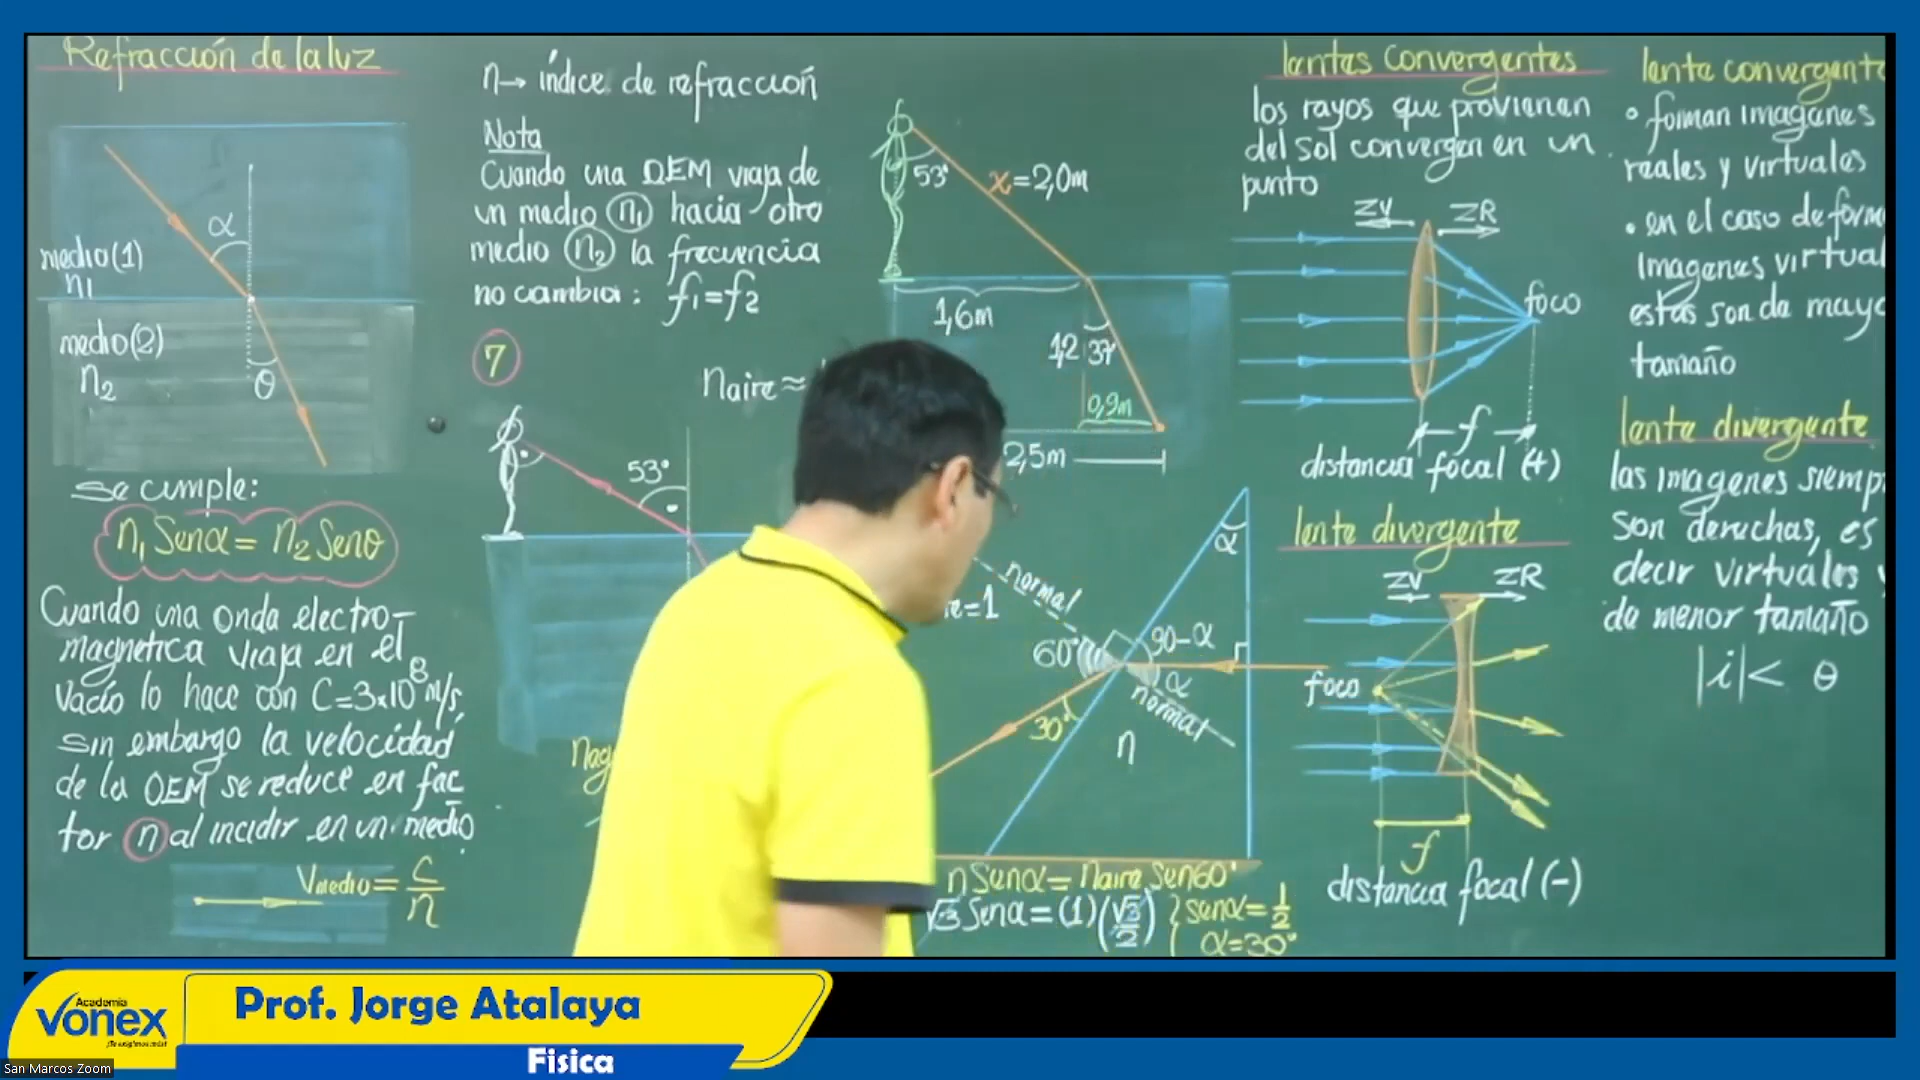 Refracción de la luz
medio(1)
n1
α
medio(2)
n2
θ
se cumple:
n1 Senα = n2 Senθ
Cuando una onda electro-
magnetica viaja en el
vacío lo hace con C=3x10^8 m/s,
sin embargo la velocidad
de la OEM se reduce en fac
tor n al incidir en un medio
Vmedio = C/n
n→ índice de refracción
Nota
Cuando una OEM viaja de
un medio n1 hacia otro
medio n2 la frecuencia
no cambia: f1=f2
7
naire ≈
53°
53°
x=2,0m
1,6m
1,2
37°
0,9m
2,5m
=1
normal
60°
90-α
α
α
normal
30°
n
n Senα = naire Sen60°
√3 Senα = (1)(√3/2)
senα = 1/2
α=30°
lentes convergentes
los rayos que provienen
del sol convergen en un
punto
ZV
ZR
foco
f
distancia focal (+)
lente divergente
ZV
ZR
foco
f
distancia focal (-)
lente convergente
• forman imagenes
reales y virtuales
• en el caso de form
imagenes virtual
estas son de mayo
tamaño
lente divergente
las imagenes siemp
son derechas, es
decir virtuales y
de menor tamaño
|i| < θ
Academia
Vonex
Prof. Jorge Atalaya
Física
San Marcos Zoom